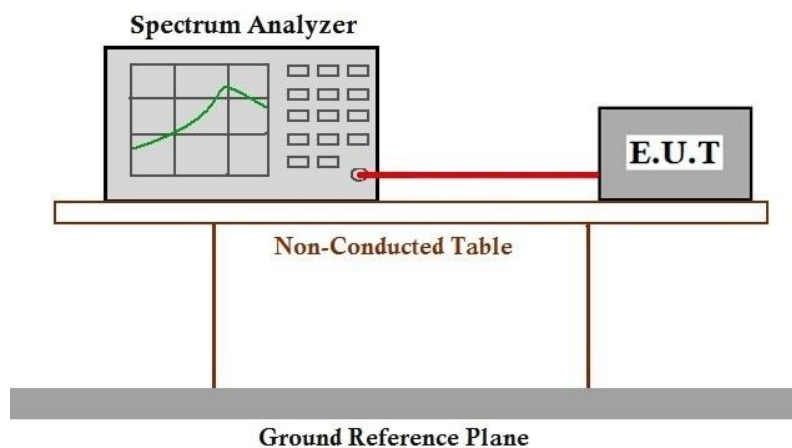 Spectrum Analyzer
E.U.T
Non-Conducted Table
Ground Reference Plane